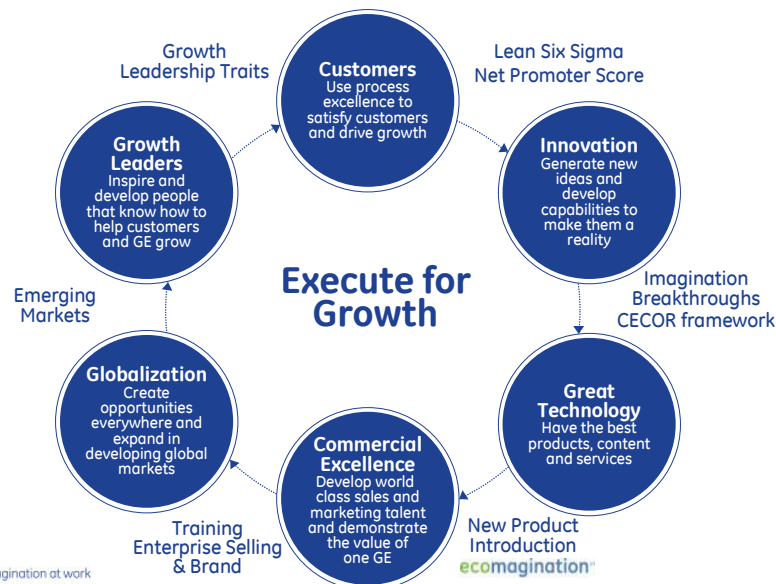 Growth
Leadership Traits
Customers
Use process
excellence to
satisfy customers
and drive growth
Lean Six Sigma
Net Promoter Score
Innovation
Generate new
ideas and
develop
capabilities to
make them a
reality
Imagination
Breakthroughs
CECOR framework
Great
Technology
Have the best
products, content
and services
New Product
Introduction
ecomagination
Commercial
Excellence
Develop world
class sales and
marketing talent
and demonstrate
the value of
one GE
Training
Enterprise Selling
& Brand
Globalization
Create
opportunities
everywhere and
expand in
developing global
markets
Emerging
Markets
Growth
Leaders
Inspire and
develop people
that know how to
help customers
and GE grow
Execute for
Growth
agination at work